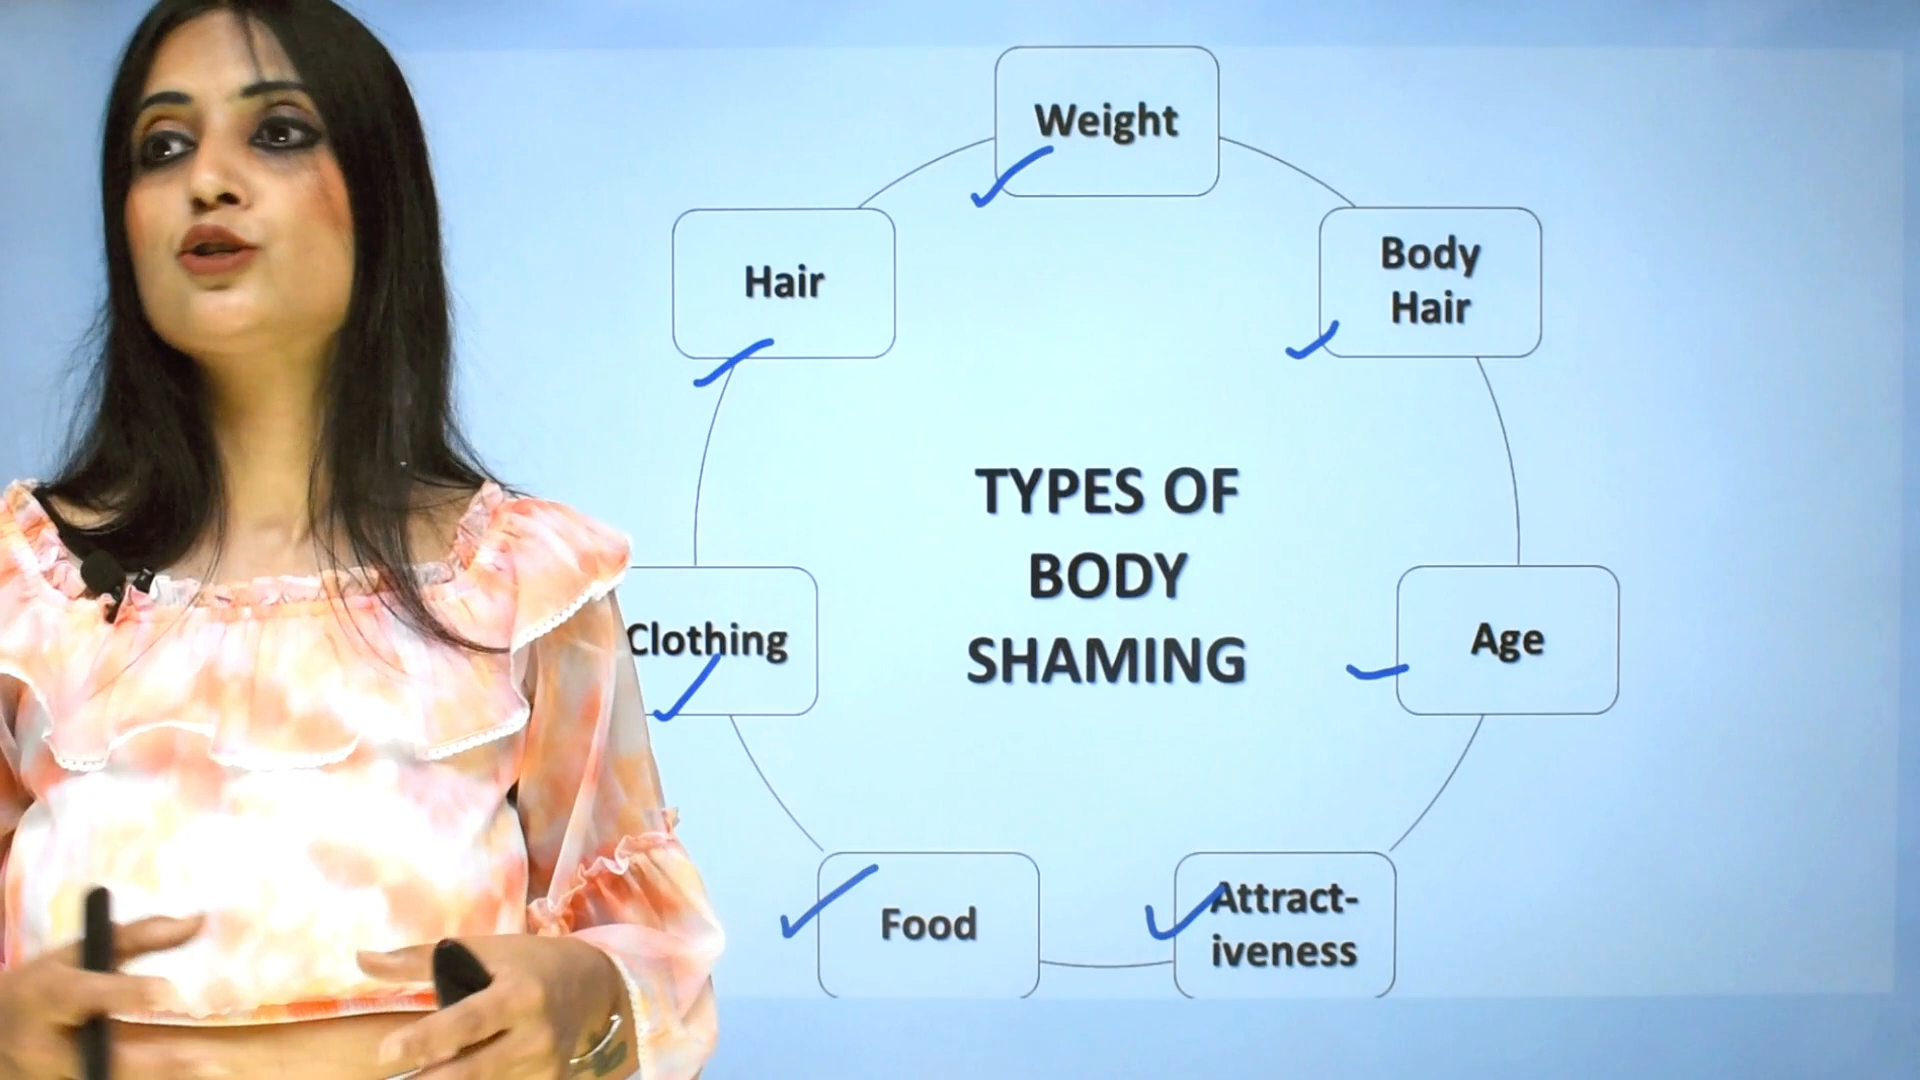 Weight
Hair
Body
Hair
TYPES OF
BODY
SHAMING
Clothing
Age
Food
Attract-
iveness